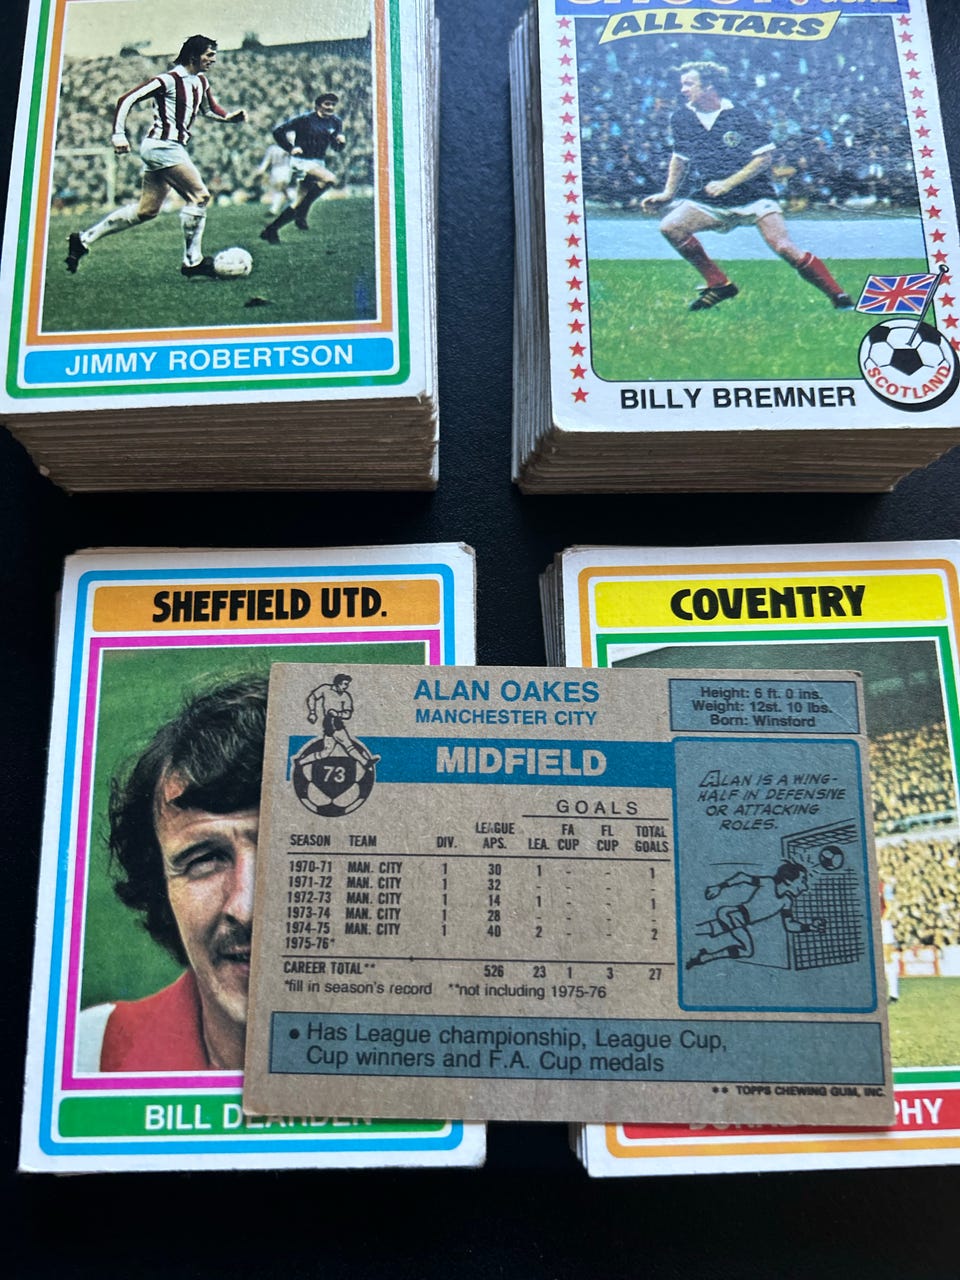 JIMMY ROBERTSON
ALL STARS
SCOTLAND
BILLY BREMNER
SHEFFIELD UTD.
COVENTRY
ALAN OAKES
MANCHESTER CITY
MIDFIELD
73
Height: 6 ft. 0 ins.
Weight: 12st. 10 lbs.
Born: Winsford
ALAN IS A WING-
HALF IN DEFENSIVE
OR ATTACKING
ROLES.
GOALS
SEASON TEAM DIV. LEAGUE APS. LEA. FA CUP FL CUP TOTAL GOALS
1970-71 MAN. CITY 1 30 1 - - 1
1971-72 MAN. CITY 1 32 - - - -
1972-73 MAN. CITY 1 14 1 - - 1
1973-74 MAN. CITY 1 28 - - - -
1974-75 MAN. CITY 1 40 2 - - 2
1975-76*
CAREER TOTAL** 526 23 1 3 27
*fill in season's record **not including 1975-76
• Has League championship, League Cup,
Cup winners and F.A. Cup medals
** TOPPS CHEWING GUM, INC.
BILL DEARDEN
PHY